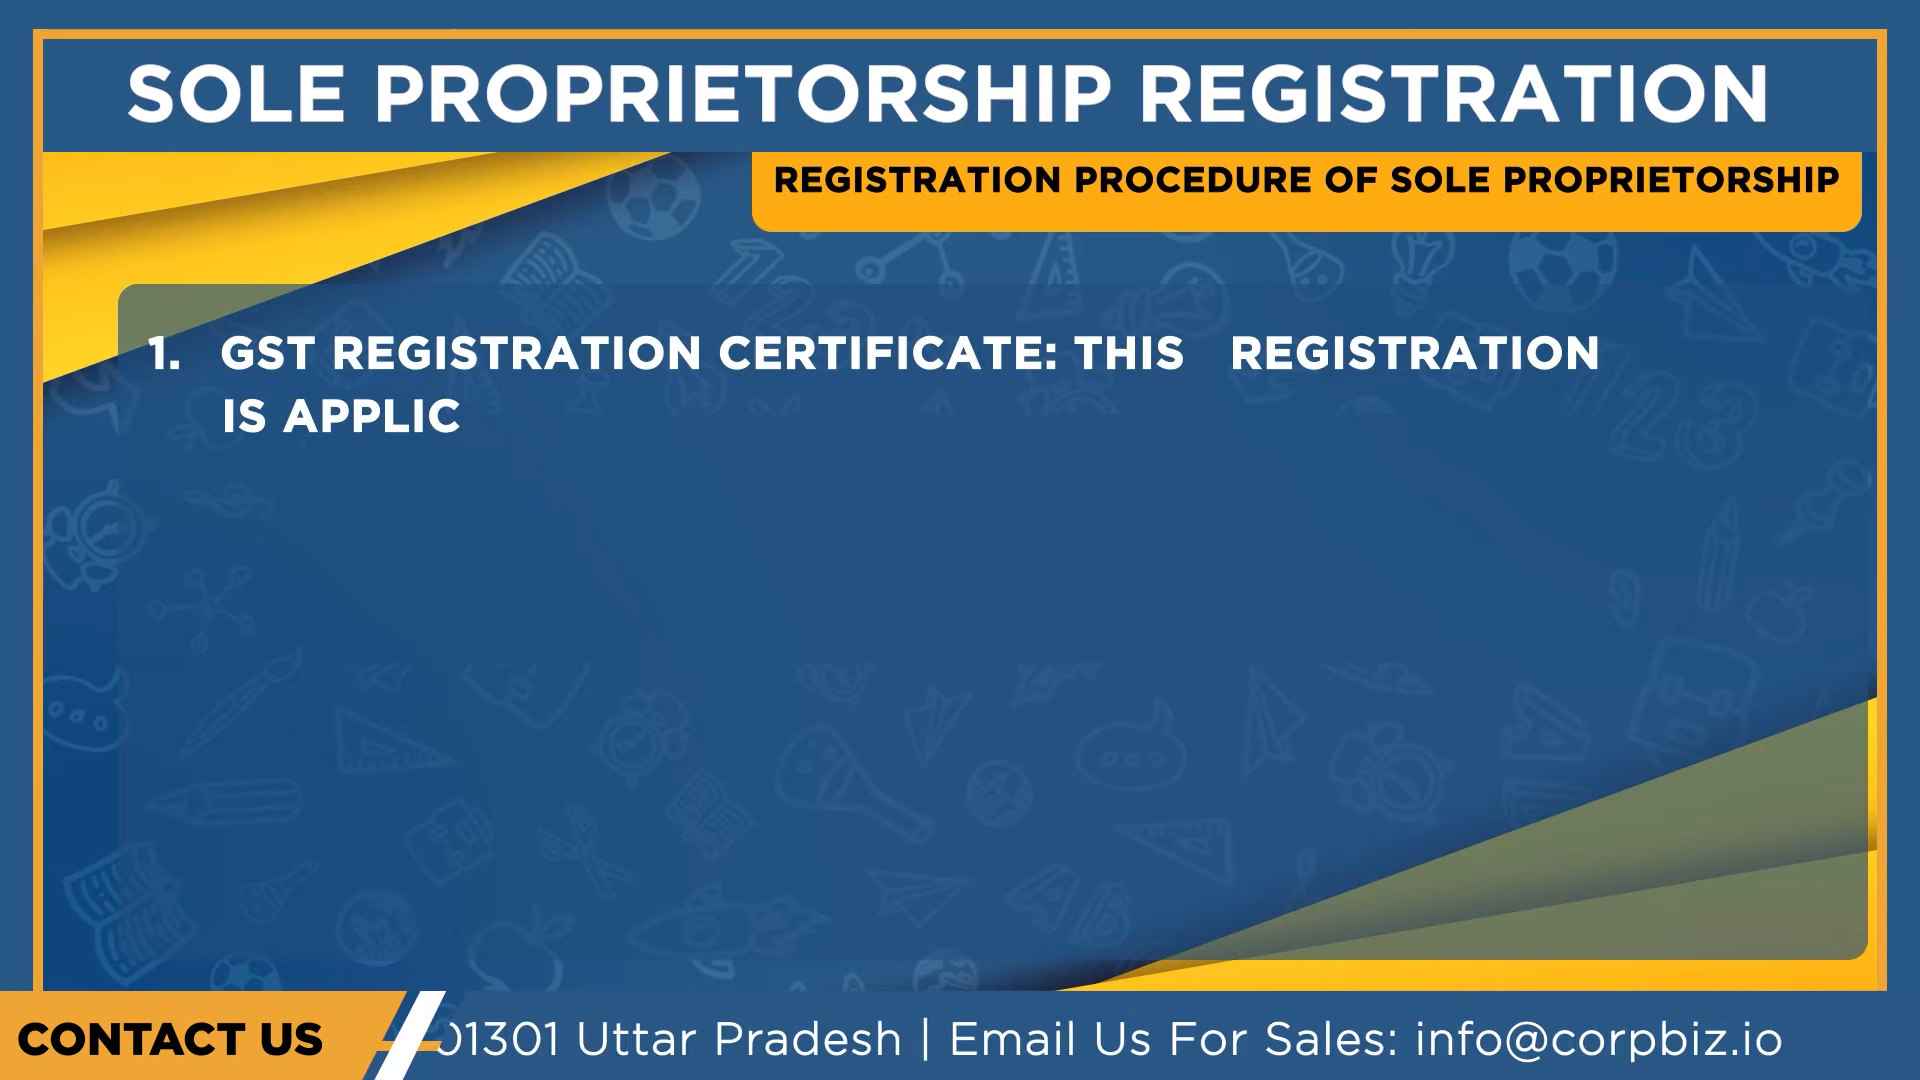 SOLE PROPRIETORSHIP REGISTRATION
REGISTRATION PROCEDURE OF SOLE PROPRIETORSHIP
1. GST REGISTRATION CERTIFICATE: THIS REGISTRATION
IS APPLIC
CONTACT US
01301 Uttar Pradesh | Email Us For Sales: info@corpbiz.io